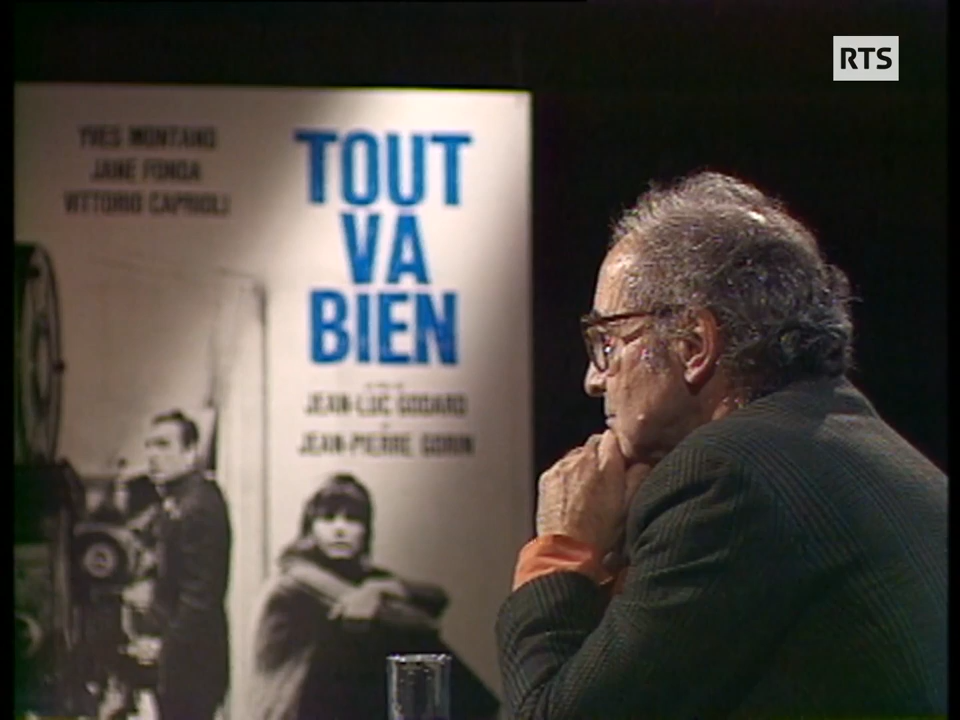 RTS
YVES MONTAND
JANE FONDA
VITTORIO CAPRIOLI
TOUT
VA
BIEN
JEAN-LUC GODARD
JEAN-PIERRE GORIN